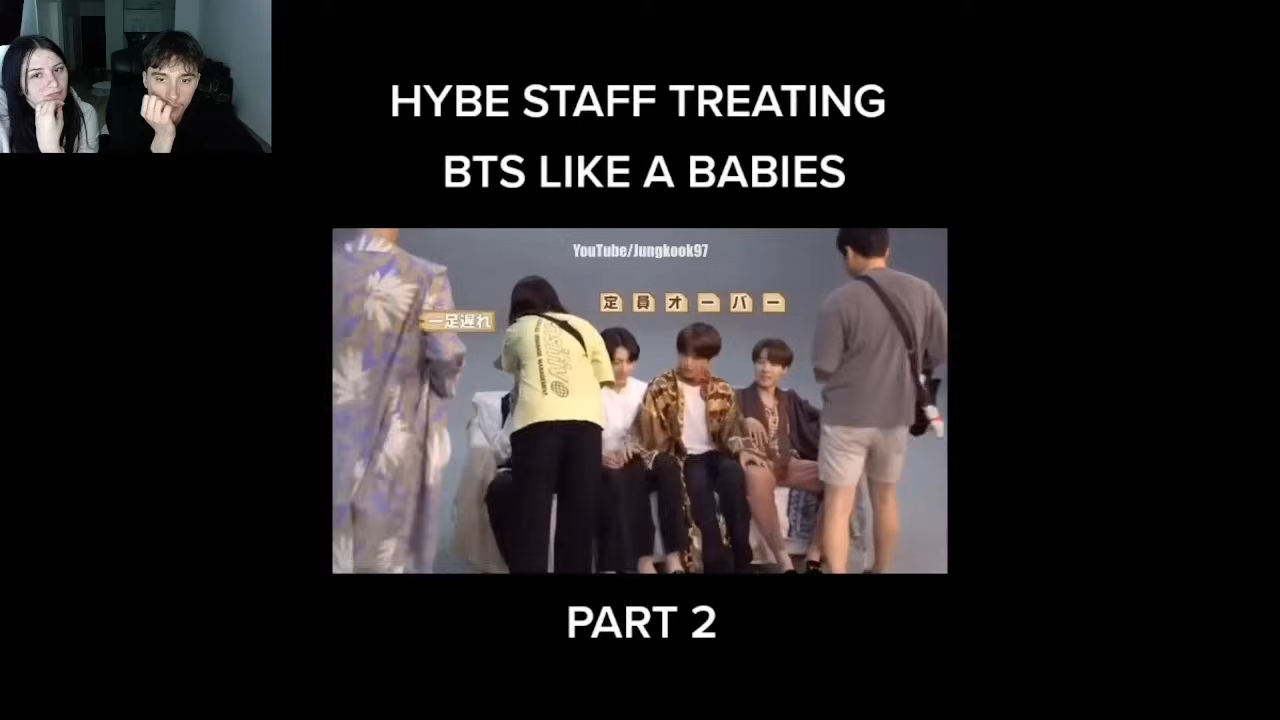 HYBE STAFF TREATING
BTS LIKE A BABIES
YouTube/Jungkook97
定員オーバー
一足遅れ
PART 2